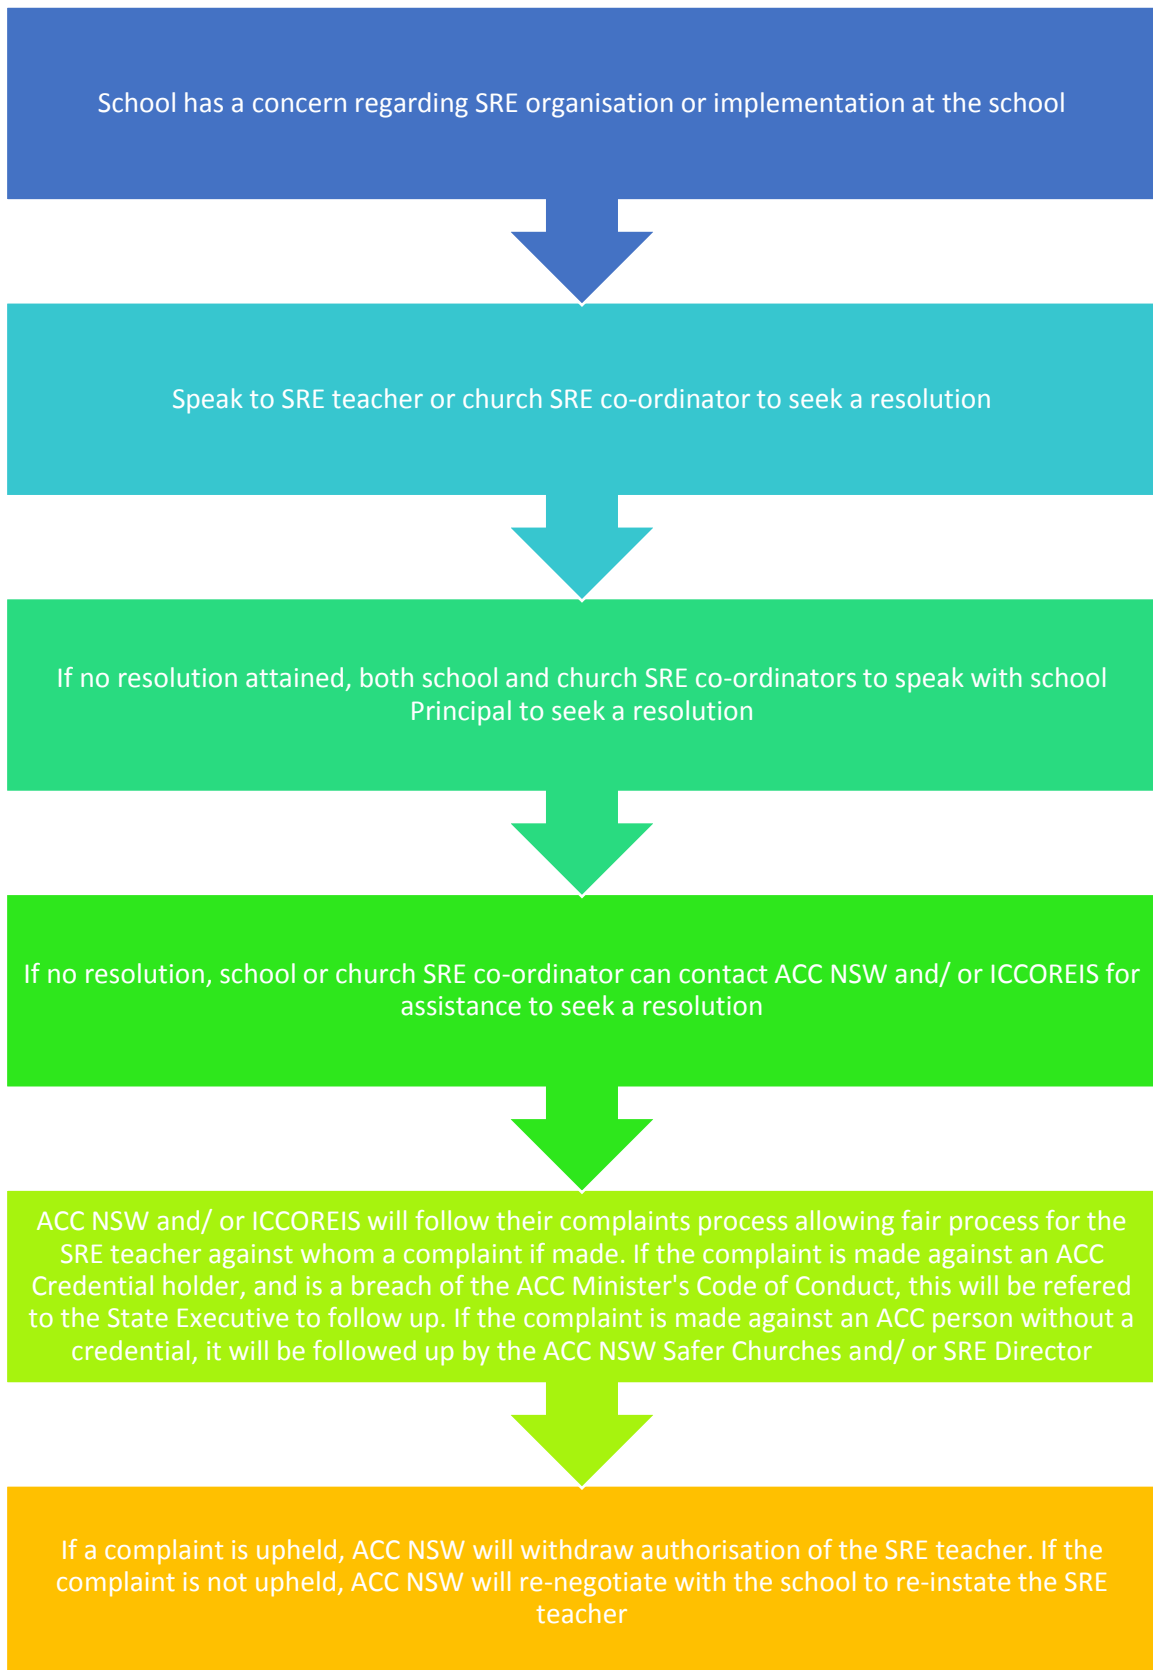 School has a concern regarding SRE organisation or implementation at the school
Speak to SRE teacher or church SRE co-ordinator to seek a resolution
If no resolution attained, both school and church SRE co-ordinators to speak with school
Principal to seek a resolution
If no resolution, school or church SRE co-ordinator can contact ACC NSW and/ or ICCOREIS for
assistance to seek a resolution
ACC NSW and/ or ICCOREIS will follow their complaints process allowing fair process for the
SRE teacher against whom a complaint if made. If the complaint is made against an ACC
Credential holder, and is a breach of the ACC Minister's Code of Conduct, this will be refered
to the State Executive to follow up. If the complaint is made against an ACC person without a
credential, it will be followed up by the ACC NSW Safer Churches and/ or SRE Director
If a complaint is upheld, ACC NSW will withdraw authorisation of the SRE teacher. If the
complaint is not upheld, ACC NSW will re-negotiate with the school to re-instate the SRE
teacher